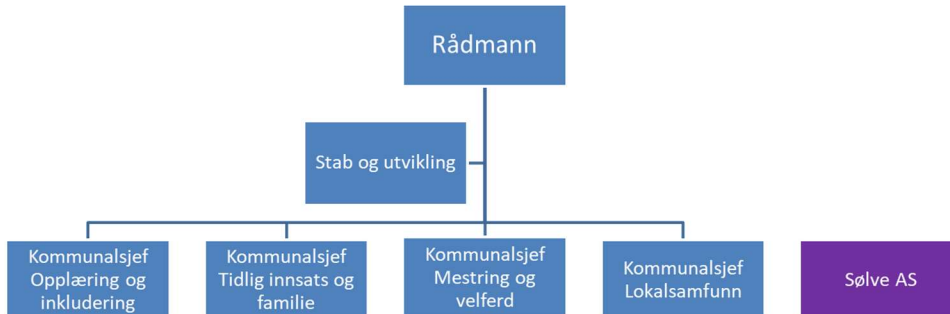 Rådmann
Stab og utvikling
Kommunalsjef
Opplæring og
inkludering
Kommunalsjef
Tidlig innsats og
familie
Kommunalsjef
Mestring og
velferd
Kommunalsjef
Lokalsamfunn
Sølve AS